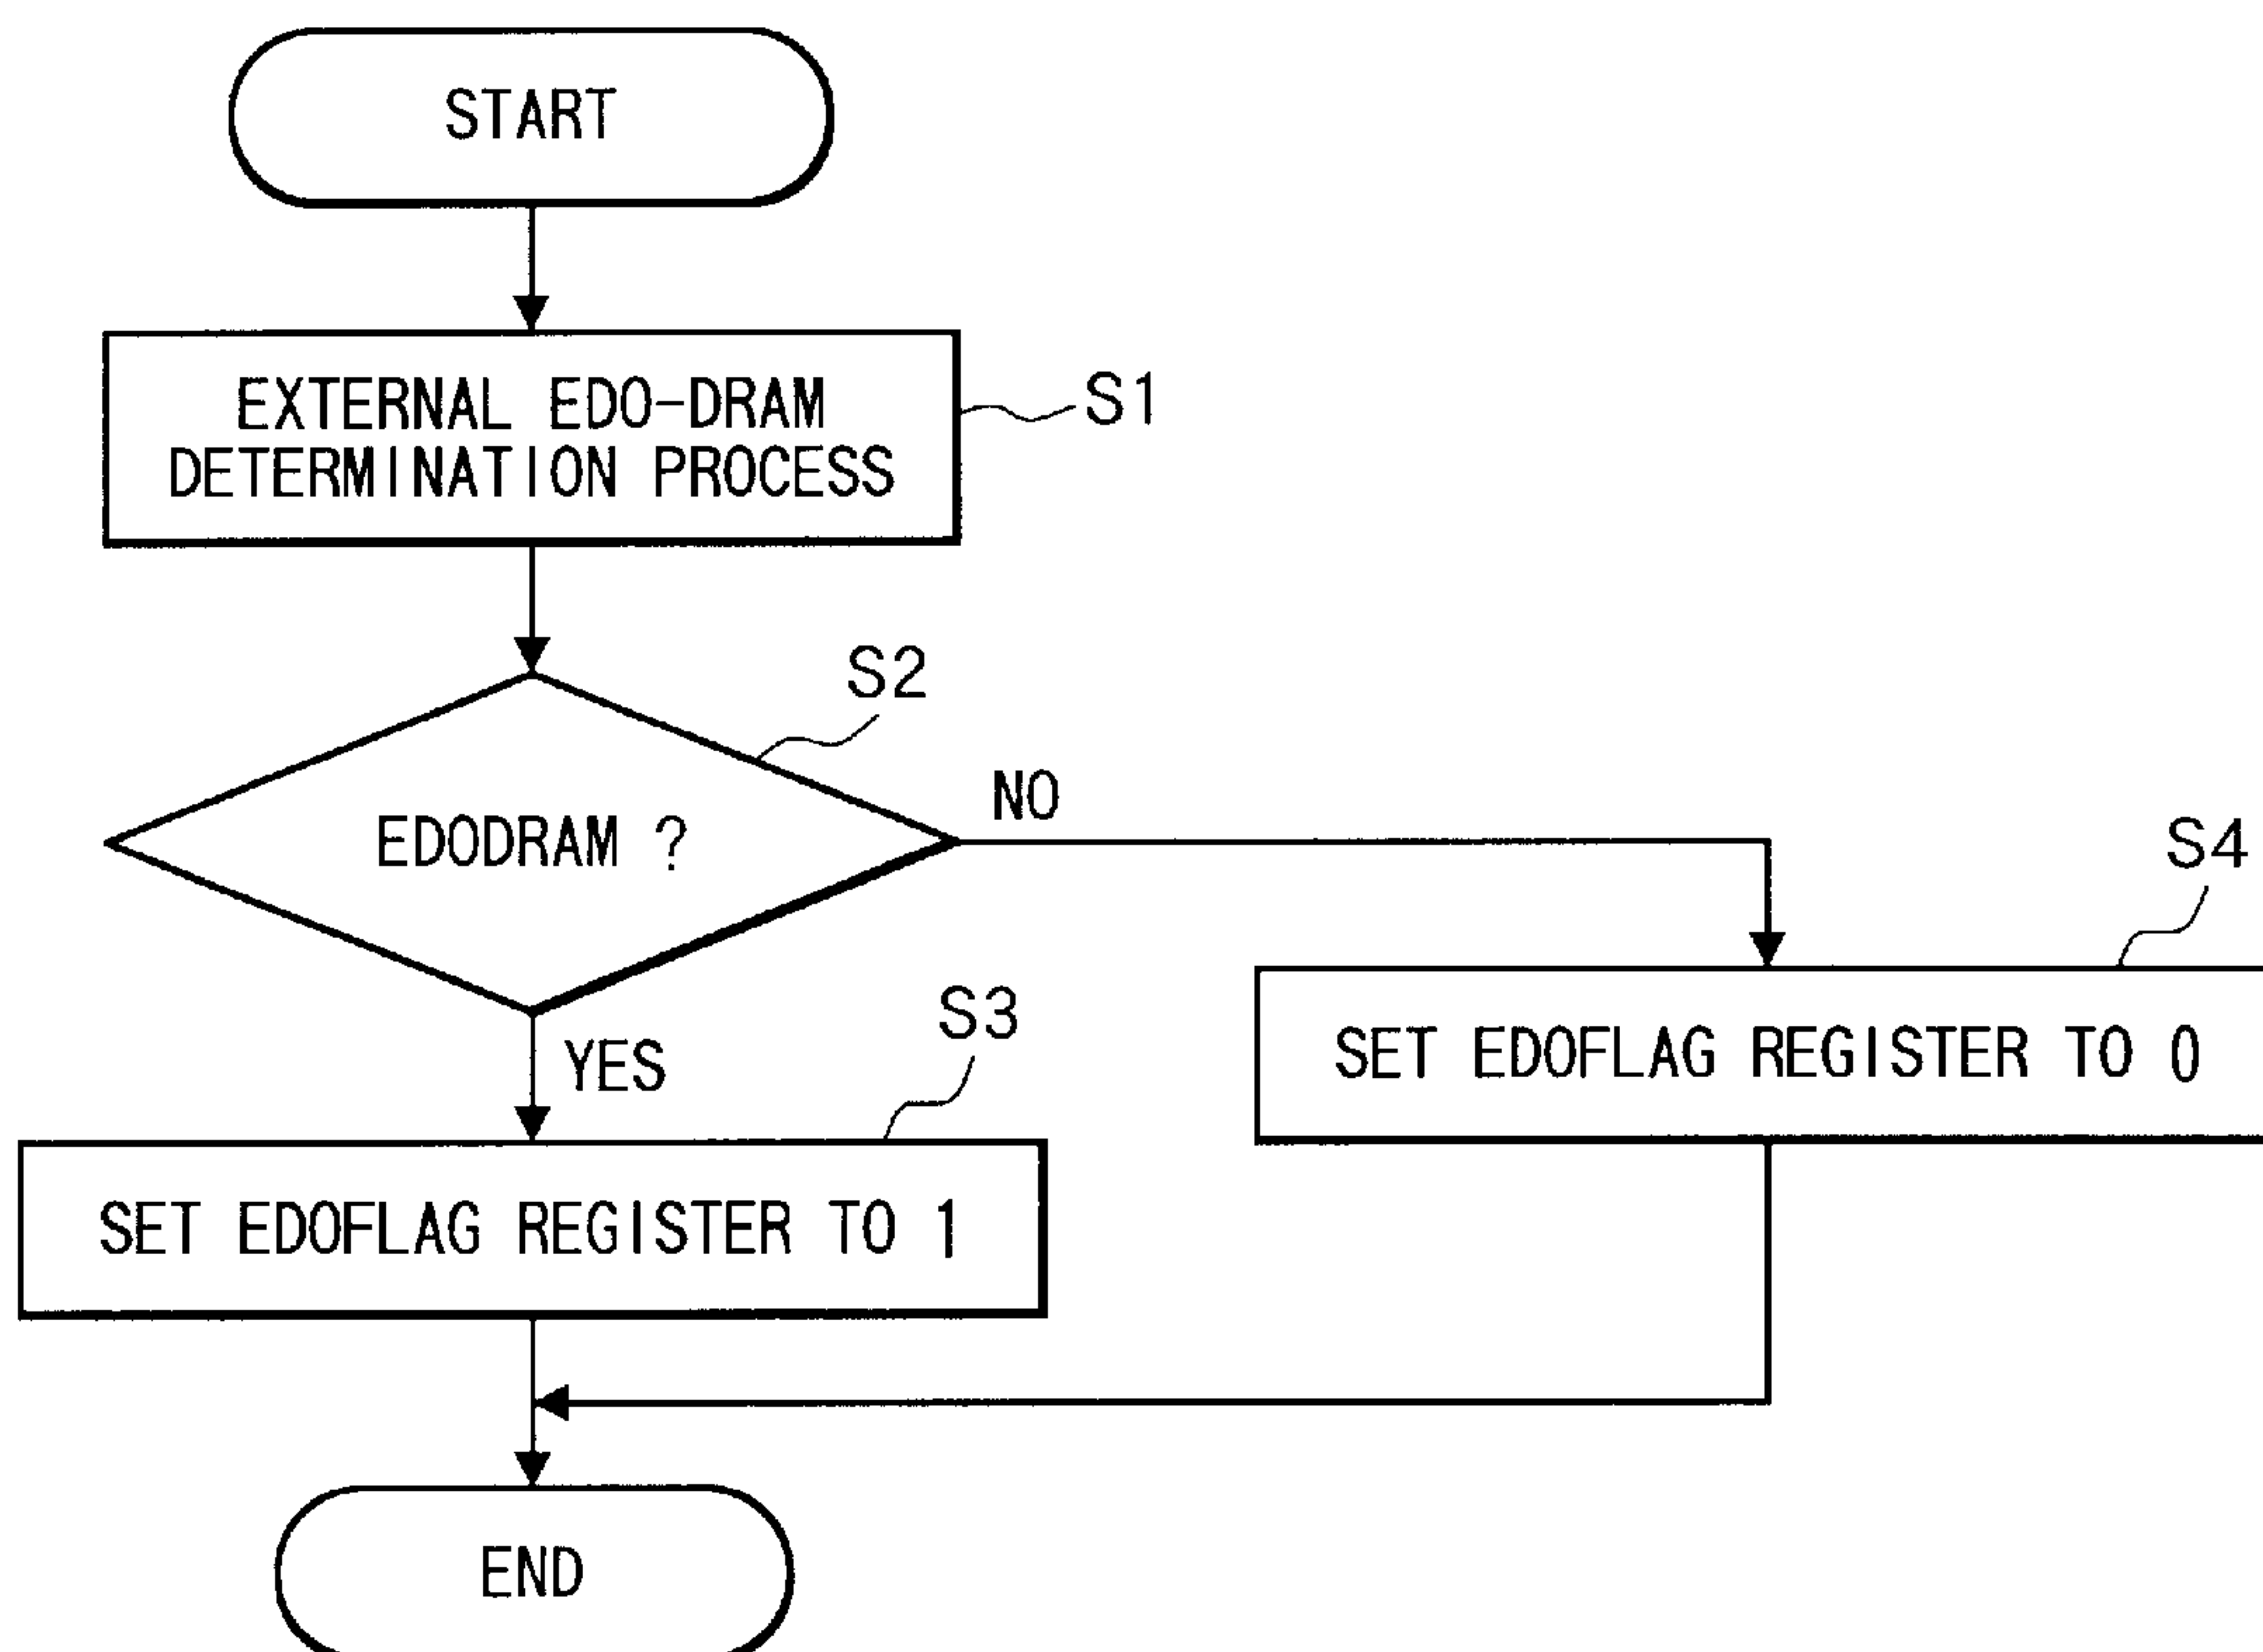 START
EXTERNAL EDO-DRAM
DETERMINATION PROCESS
S1
S2
EDODRAM ?
NO
S4
SET EDOFLAG REGISTER TO 0
YES
S3
SET EDOFLAG REGISTER TO 1
END